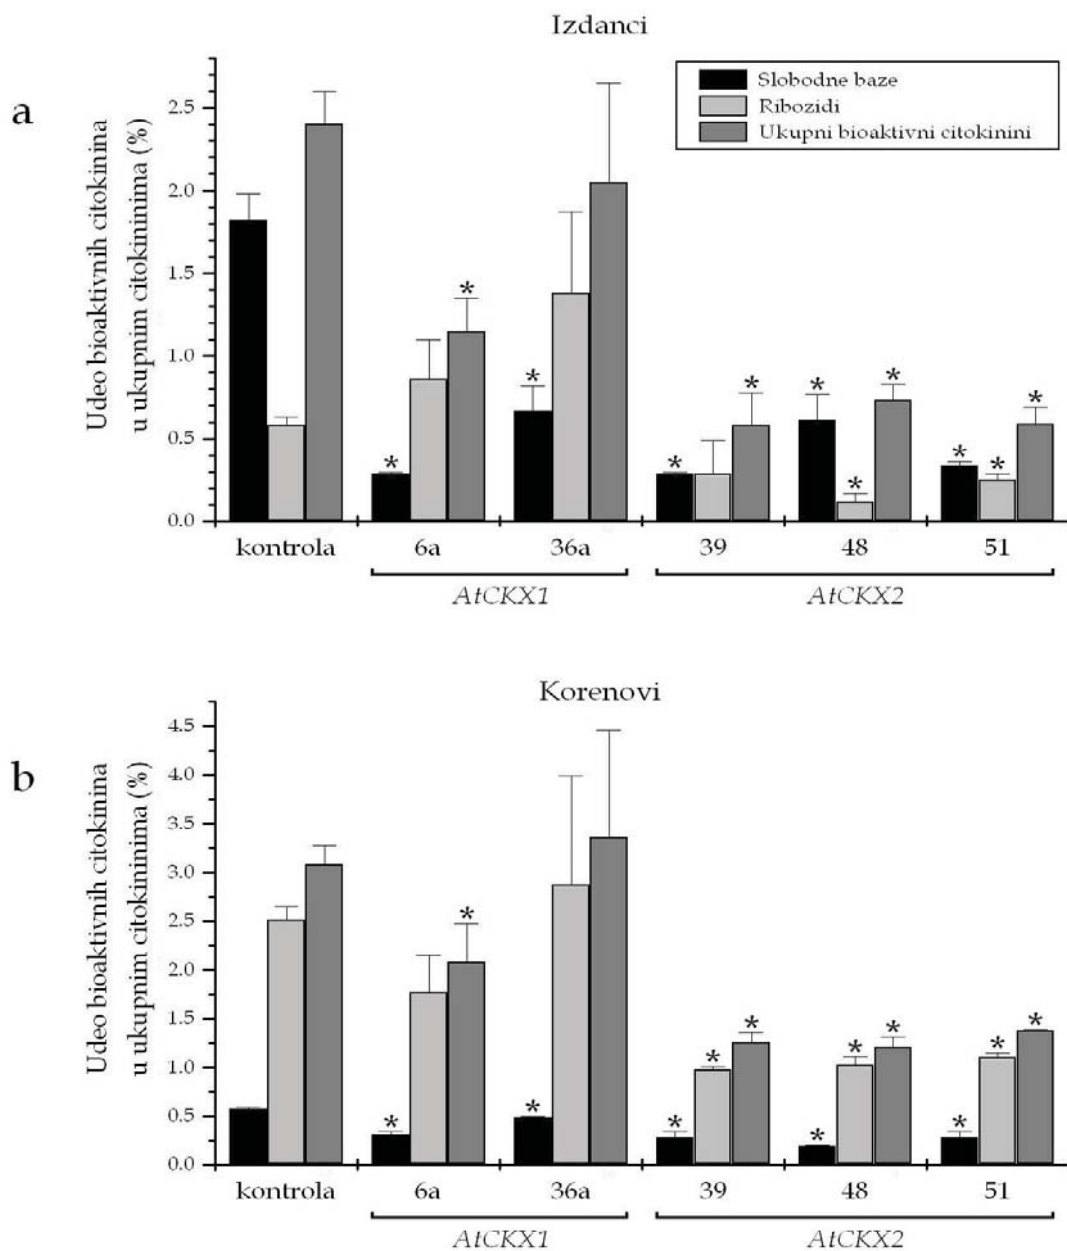 Izdanci
a
Slobodne baze
Ribozidi
Ukupni bioaktivni citokinini
Udeo bioaktivnih citokinina
u ukupnim citokininima (%)
2.5
2.0
1.5
1.0
0.5
0.0
* * * * * * * * * *
kontrola 6a 36a 39 48 51
AtCKX1 AtCKX2
Korenovi
b
Udeo bioaktivnih citokinina
u ukupnim citokininima (%)
4.5
4.0
3.5
3.0
2.5
2.0
1.5
1.0
0.5
0.0
* * * * * * * * * * * *
kontrola 6a 36a 39 48 51
AtCKX1 AtCKX2